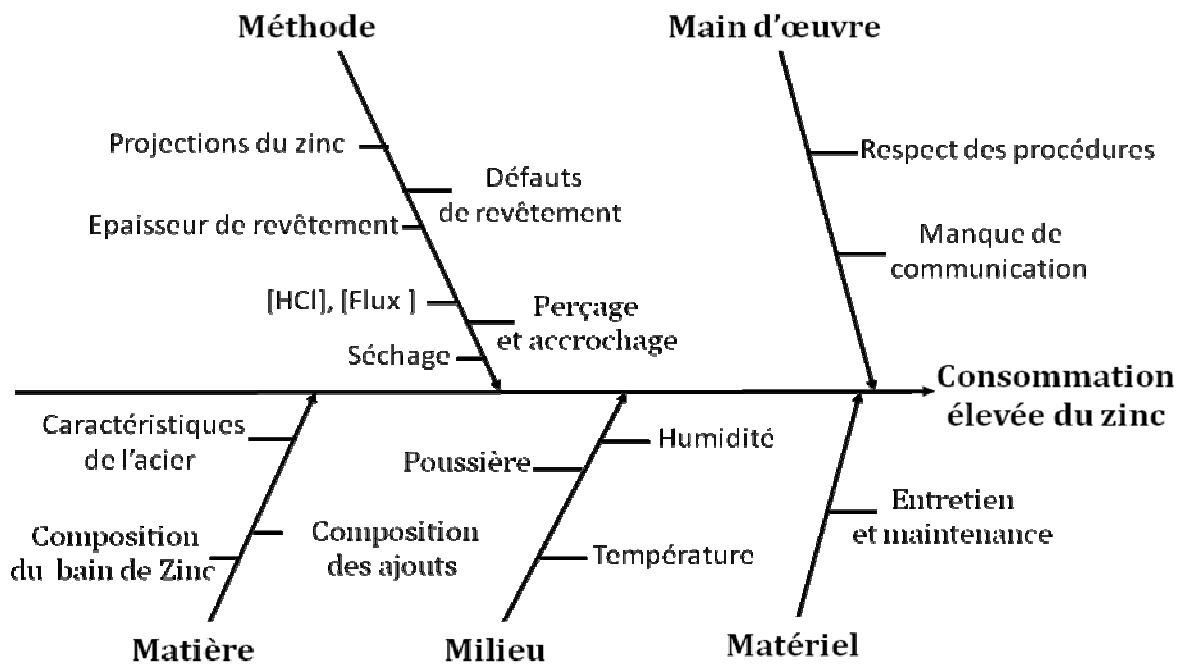 Méthode
Main d'œuvre
Projections du zinc
Défauts
de revêtement
Epaisseur de revêtement
[HCl], [Flux ]
Perçage
et accrochage
Séchage
Respect des procédures
Manque de
communication
Consommation
élevée du zinc
Caractéristiques
de l'acier
Composition
du bain de Zinc
Composition
des ajouts
Poussière
Humidité
Température
Entretien
et maintenance
Matière
Milieu
Matériel